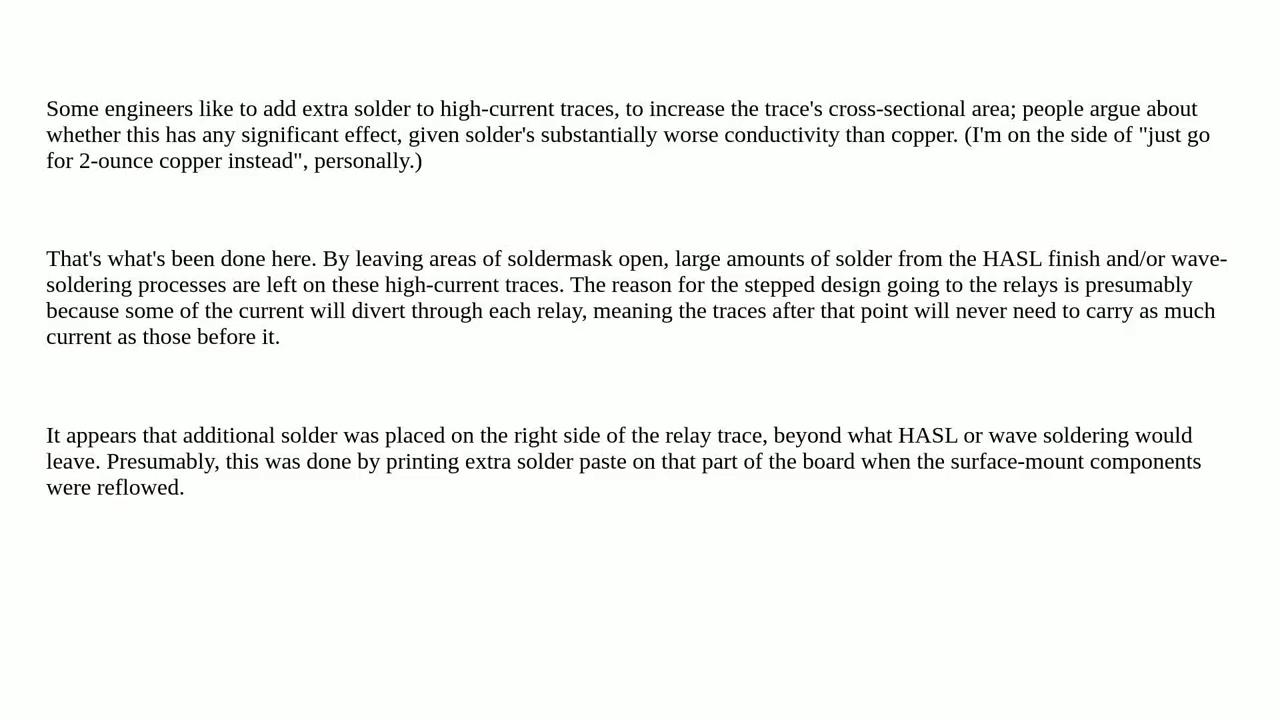 Some engineers like to add extra solder to high-current traces, to increase the trace's cross-sectional area; people argue about
whether this has any significant effect, given solder's substantially worse conductivity than copper. (I'm on the side of "just go
for 2-ounce copper instead", personally.)
That's what's been done here. By leaving areas of soldermask open, large amounts of solder from the HASL finish and/or wave-
soldering processes are left on these high-current traces. The reason for the stepped design going to the relays is presumably
because some of the current will divert through each relay, meaning the traces after that point will never need to carry as much
current as those before it.
It appears that additional solder was placed on the right side of the relay trace, beyond what HASL or wave soldering would
leave. Presumably, this was done by printing extra solder paste on that part of the board when the surface-mount components
were reflowed.